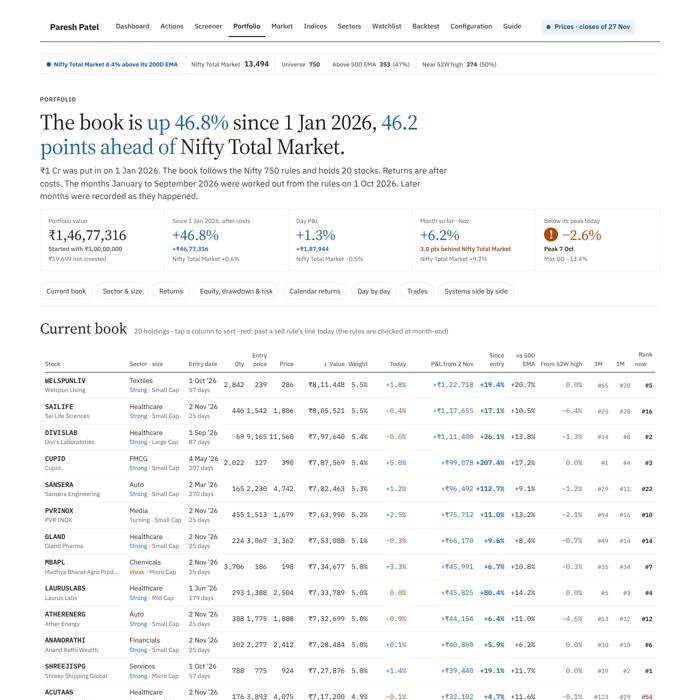 Paresh Patel Dashboard Actions Screener Portfolio Market Indices Sectors Watchlist Backtest Configuration Guide Prices · closes of 27 Nov
Nifty Total Market 4.4% above its 200D EMA Nifty Total Market 13,494 Universe 750 Above 50D EMA 353 (47%) Near 52W high 374 (50%)
PORTFOLIO
The book is up 46.8% since 1 Jan 2026, 46.2
points ahead of Nifty Total Market.
₹1 Cr was put in on 1 Jan 2026. The book follows the Nifty 750 rules and holds 20 stocks. Returns are after
costs. The months January to September 2026 were worked out from the rules on 1 Oct 2026. Later
months were recorded as they happened.
Portfolio value Since 1 Jan 2026, after costs Day P&L Month so far · Nov Below its peak today
₹1,46,77,316 +46.8% +1.3% +6.2% ! −2.6%
Started with ₹1,00,00,000 +₹46,77,316 +₹1,87,944 3.0 pts behind Nifty Total Market Peak 7 Oct
₹19,699 not invested Nifty Total Market +0.6% Nifty Total Market −0.5% Nifty Total Market +9.2% Max DD −13.4%
Current book Sector & size Returns Equity, drawdown & risk Calendar returns Day by day Trades Systems side by side
Current book 20 holdings · tap a column to sort · red: past a sell rule's line today (the rules are checked at month-end)
Stock Sector · size Entry date Qty Entry price Price ↓ Value Weight Today P&L from 2 Nov Since entry vs 50D EMA From 52W high 3M 1M Rank now
WELSPUNLIV Textiles 1 Oct '26 2,842 239 286 ₹8,11,448 5.5% +1.8% +₹1,22,718 +19.4% +20.7% 0.0% #65 #20 #5
Welspun Living Strong · Small Cap 57 days
SAILIFE Healthcare 2 Nov '26 446 1,542 1,806 ₹8,05,521 5.5% −0.4% +₹1,17,655 +17.1% +10.5% −6.4% #25 #28 #16
Sai Life Sciences Strong · Small Cap 25 days
DIVISLAB Healthcare 1 Sep '26 69 9,165 11,560 ₹7,97,640 5.4% −0.6% +₹1,11,400 +26.1% +13.8% −1.3% #14 #8 #2
Divi's Laboratories Strong · Large Cap 87 days
CUPID FMCG 4 May '26 2,022 127 390 ₹7,87,569 5.4% +5.0% +₹99,078 +207.4% +17.2% 0.0% #1 #4 #3
Cupid Strong · Small Cap 207 days
SANSERA Auto 2 Mar '26 165 2,230 4,742 ₹7,82,463 5.3% +1.2% +₹96,492 +112.7% +9.1% −1.2% #29 #11 #22
Sansera Engineering Strong · Small Cap 270 days
PVRINOX Media 2 Nov '26 455 1,513 1,679 ₹7,63,990 5.2% +2.5% +₹75,712 +11.0% +13.2% −2.1% #94 #16 #10
PVR INOX Turning · Small Cap 25 days
GLAND Healthcare 2 Nov '26 224 3,067 3,362 ₹7,53,088 5.1% −0.3% +₹66,170 +9.6% +8.4% −0.7% #49 #14 #14
Gland Pharma Strong · Small Cap 25 days
MBAPL Chemicals 2 Nov '26 3,706 186 198 ₹7,34,677 5.0% +3.3% +₹45,991 +6.7% +10.8% −0.3% #35 #34 #7
Madhya Bharat Agro Prod... Weak · Micro Cap 25 days
LAURUSLABS Healthcare 1 Jun '26 293 1,388 2,504 ₹7,33,789 5.0% 0.0% +₹45,825 +80.4% +14.2% 0.0% #5 #3 #4
Laurus Labs Strong · Mid Cap 179 days
ATHERENERG Auto 2 Nov '26 388 1,775 1,888 ₹7,32,699 5.0% −0.9% +₹44,154 +6.4% +11.0% −4.6% #13 #12 #12
Ather Energy Strong · Small Cap 25 days
ANANDRATHI Financials 2 Nov '26 302 2,277 2,412 ₹7,28,484 5.0% +0.1% +₹40,860 +5.9% +6.2% 0.0% #10 #10 #6
Anand Rathi Wealth Strong · Small Cap 25 days
SHREEJISPG Services 1 Oct '26 788 775 924 ₹7,27,876 5.0% +1.4% +₹39,440 +19.1% +11.7% 0.0% #39 #2 #1
Shreeji Shipping Global Strong · Micro Cap 57 days
ACUTAAS Healthcare 2 Nov '26 176 3,893 4,075 ₹7,17,200 4.9% −0.1% +₹32,102 +4.7% +11.6% −0.1% #123 #29 #54